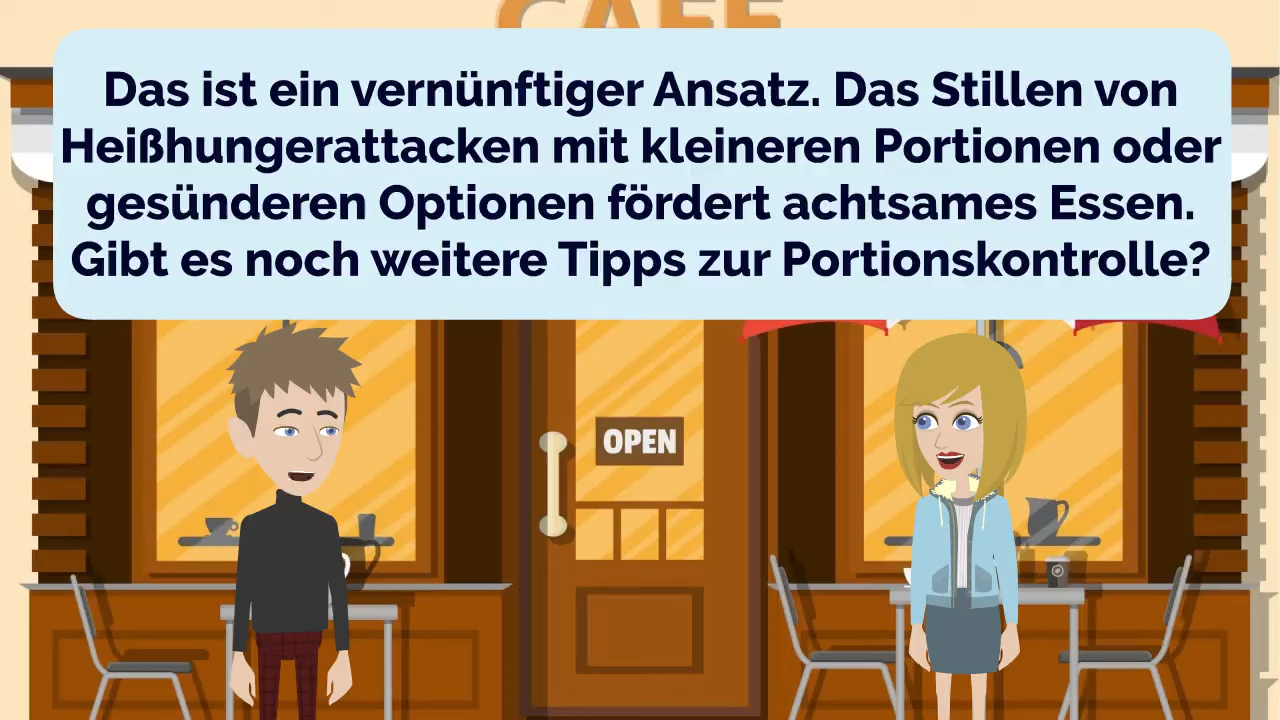 CAFE
Das ist ein vernünftiger Ansatz. Das Stillen von
Heißhungerattacken mit kleineren Portionen oder
gesünderen Optionen fördert achtsames Essen.
Gibt es noch weitere Tipps zur Portionskontrolle?
OPEN